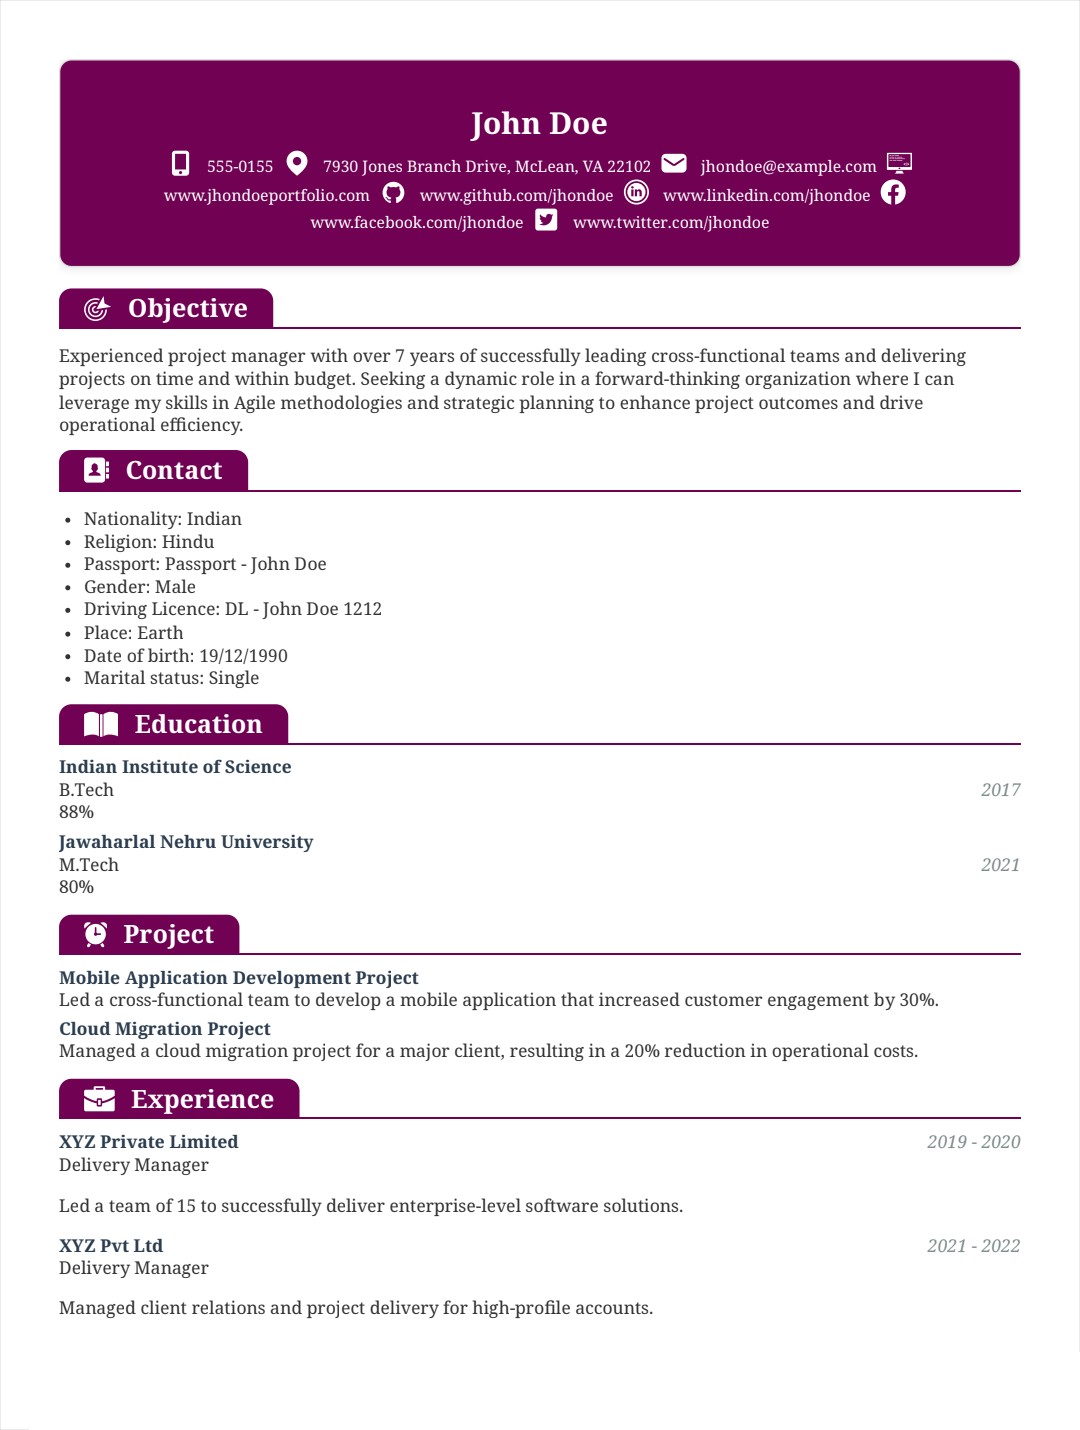 John Doe
555-0155 7930 Jones Branch Drive, McLean, VA 22102 jhondoe@example.com
www.jhondoeportfolio.com www.github.com/jhondoe www.linkedin.com/jhondoe
www.facebook.com/jhondoe www.twitter.com/jhondoe
Objective
Experienced project manager with over 7 years of successfully leading cross-functional teams and delivering
projects on time and within budget. Seeking a dynamic role in a forward-thinking organization where I can
leverage my skills in Agile methodologies and strategic planning to enhance project outcomes and drive
operational efficiency.
Contact
• Nationality: Indian
• Religion: Hindu
• Passport: Passport - John Doe
• Gender: Male
• Driving Licence: DL - John Doe 1212
• Place: Earth
• Date of birth: 19/12/1990
• Marital status: Single
Education
Indian Institute of Science
B.Tech 2017
88%
Jawaharlal Nehru University
M.Tech 2021
80%
Project
Mobile Application Development Project
Led a cross-functional team to develop a mobile application that increased customer engagement by 30%.
Cloud Migration Project
Managed a cloud migration project for a major client, resulting in a 20% reduction in operational costs.
Experience
XYZ Private Limited 2019 - 2020
Delivery Manager
Led a team of 15 to successfully deliver enterprise-level software solutions.
XYZ Pvt Ltd 2021 - 2022
Delivery Manager
Managed client relations and project delivery for high-profile accounts.